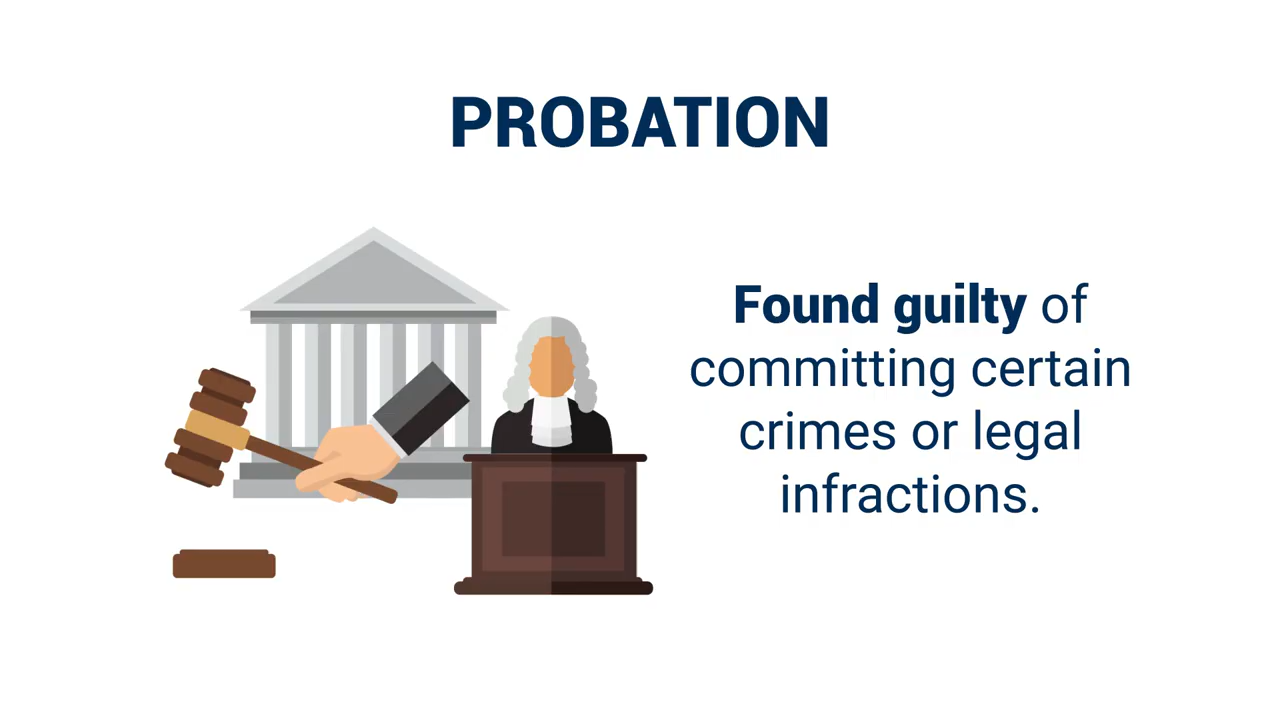 PROBATION
Found guilty of
committing certain
crimes or legal
infractions.